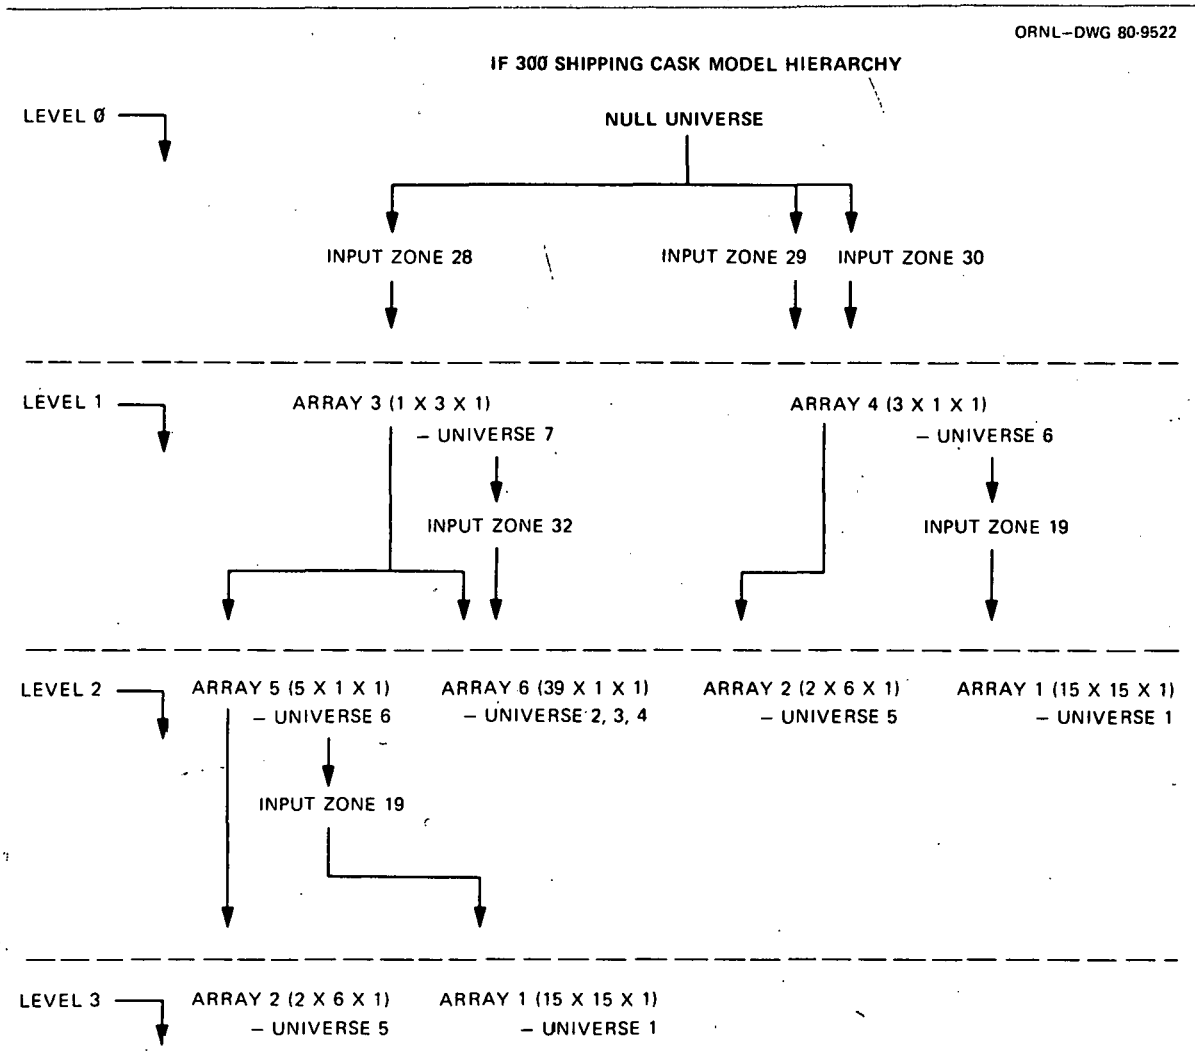 ORNL–DWG 80-9522
IF 300 SHIPPING CASK MODEL HIERARCHY
LEVEL Ø
NULL UNIVERSE
INPUT ZONE 28
INPUT ZONE 29
INPUT ZONE 30
LEVEL 1
ARRAY 3 (1 X 3 X 1)
– UNIVERSE 7
ARRAY 4 (3 X 1 X 1)
– UNIVERSE 6
INPUT ZONE 32
INPUT ZONE 19
LEVEL 2
ARRAY 5 (5 X 1 X 1)
– UNIVERSE 6
ARRAY 6 (39 X 1 X 1)
– UNIVERSE 2, 3, 4
ARRAY 2 (2 X 6 X 1)
– UNIVERSE 5
ARRAY 1 (15 X 15 X 1)
– UNIVERSE 1
INPUT ZONE 19
LEVEL 3
ARRAY 2 (2 X 6 X 1)
– UNIVERSE 5
ARRAY 1 (15 X 15 X 1)
– UNIVERSE 1